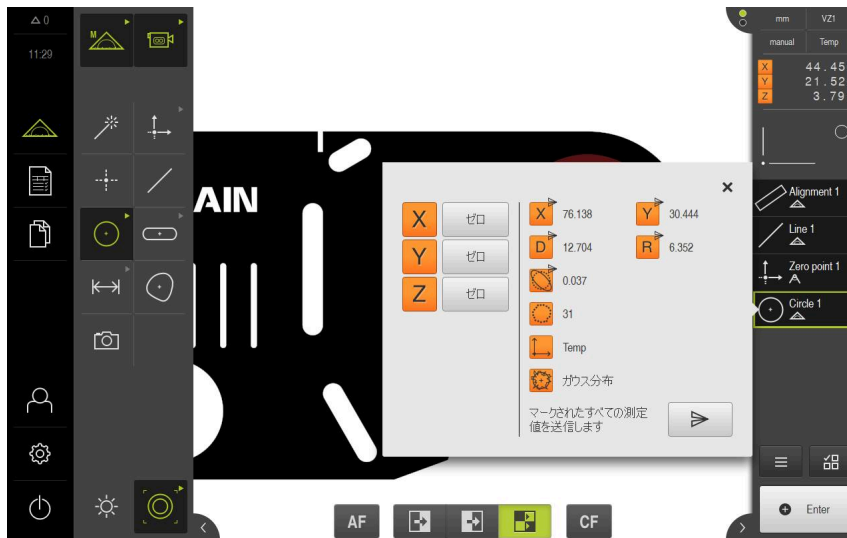 0
11:29
M
AIN
X ゼロ
Y ゼロ
Z ゼロ
X 76.138 Y 30.444
D 12.704 R 6.352
0.037
31
Temp
ガウス分布
マークされたすべての測定
値を送信します
AF
CF
mm VZ1
manual Temp
X 44.45
Y 21.52
Z 3.79
Alignment 1
Line 1
Zero point 1
Circle 1
Enter